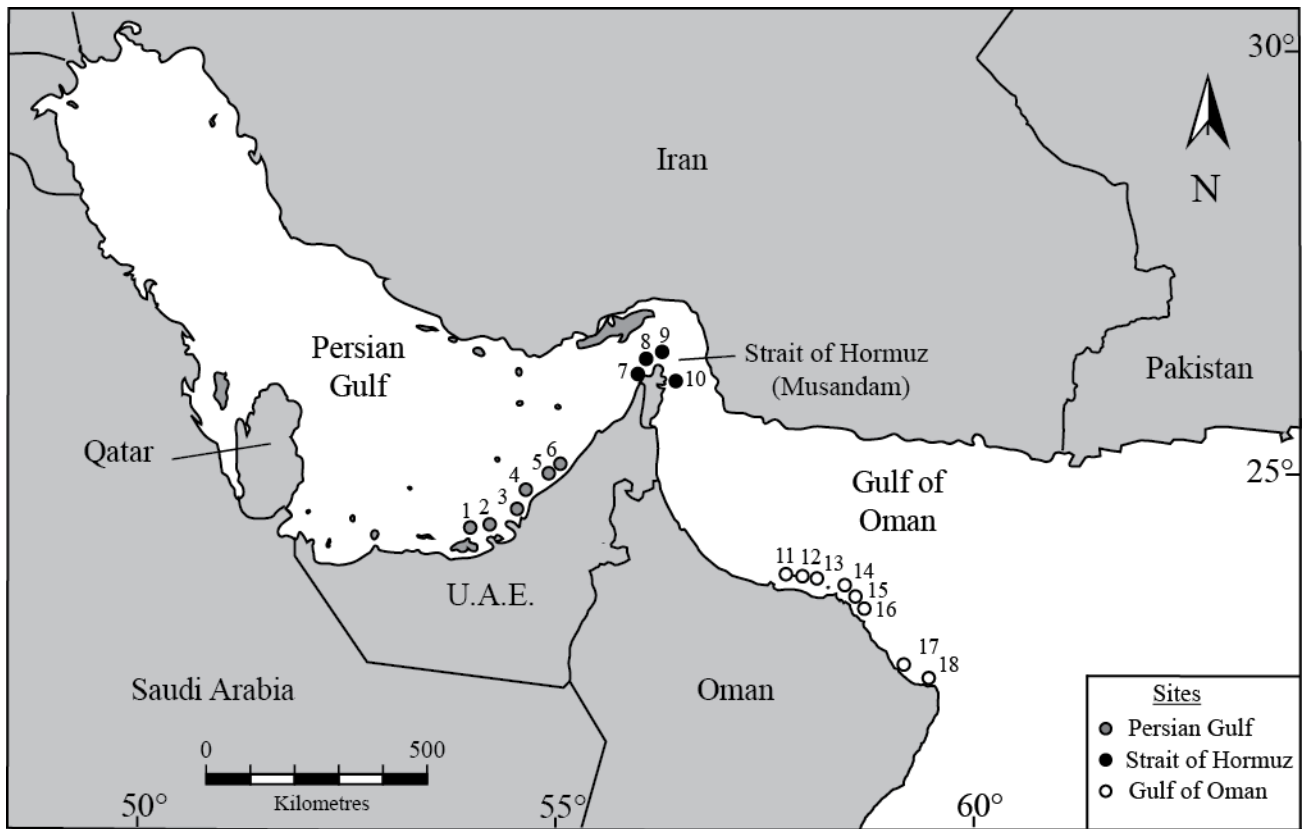 30°
Iran
N
Persian
Gulf
8
9
7
10
Strait of Hormuz
(Musandam)
Pakistan
Qatar
6
5
4
3
1
2
25°
Gulf of
Oman
11
12
13
14
15
16
U.A.E.
17
18
Saudi Arabia
Oman
Sites
Persian Gulf
Strait of Hormuz
Gulf of Oman
0
500
Kilometres
50°
55°
60°